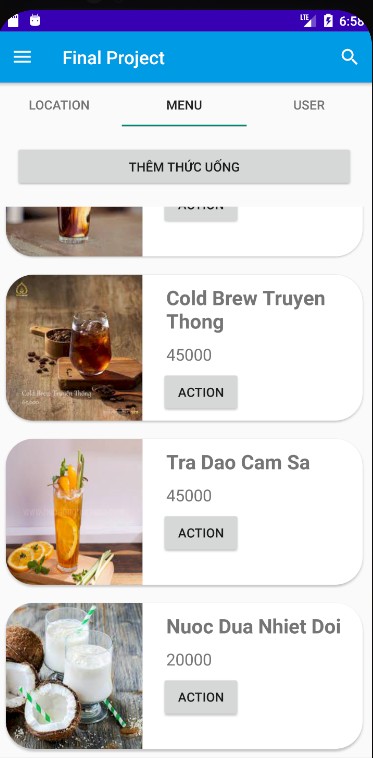 LTE 6:58
Final Project
LOCATION MENU USER
THÊM THỨC UỐNG
ACTION
Cold Brew Truyen
Thong
45000
ACTION
Cold Brew Truyền Thống
Tra Dao Cam Sa
45000
ACTION
Nuoc Dua Nhiet Doi
20000
ACTION